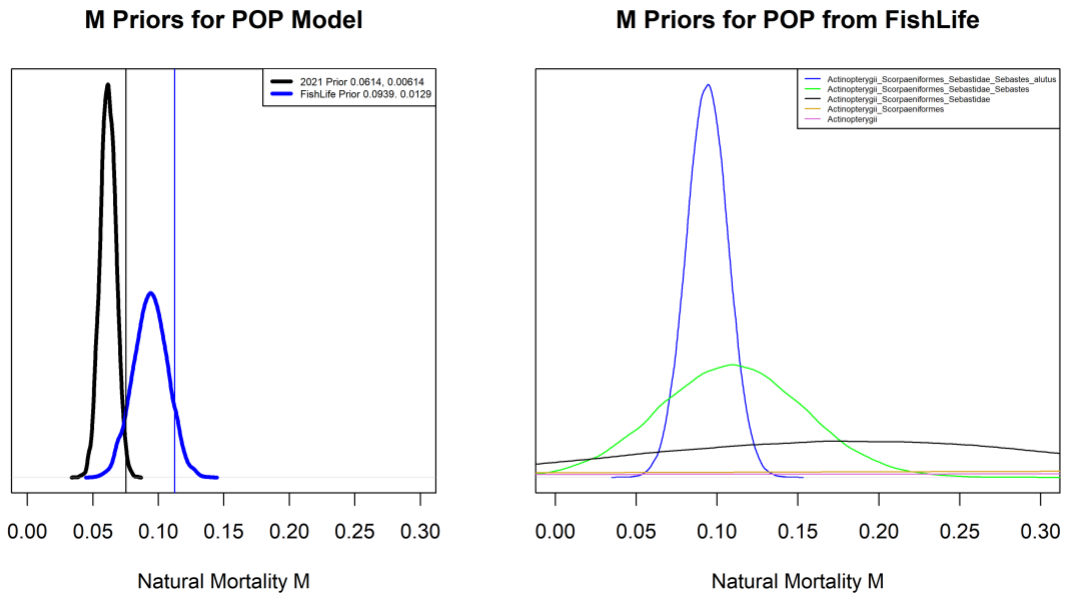 M Priors for POP Model
2021 Prior 0.0614, 0.00614
FishLife Prior 0.0939. 0.0129
0.00 0.05 0.10 0.15 0.20 0.25 0.30
Natural Mortality M
M Priors for POP from FishLife
Actinopterygii_Scorpaeniformes_Sebastidae_Sebastes_alutus
Actinopterygii_Scorpaeniformes_Sebastidae_Sebastes
Actinopterygii_Scorpaeniformes_Sebastidae
Actinopterygii_Scorpaeniformes
Actinopterygii
0.00 0.05 0.10 0.15 0.20 0.25 0.30
Natural Mortality M